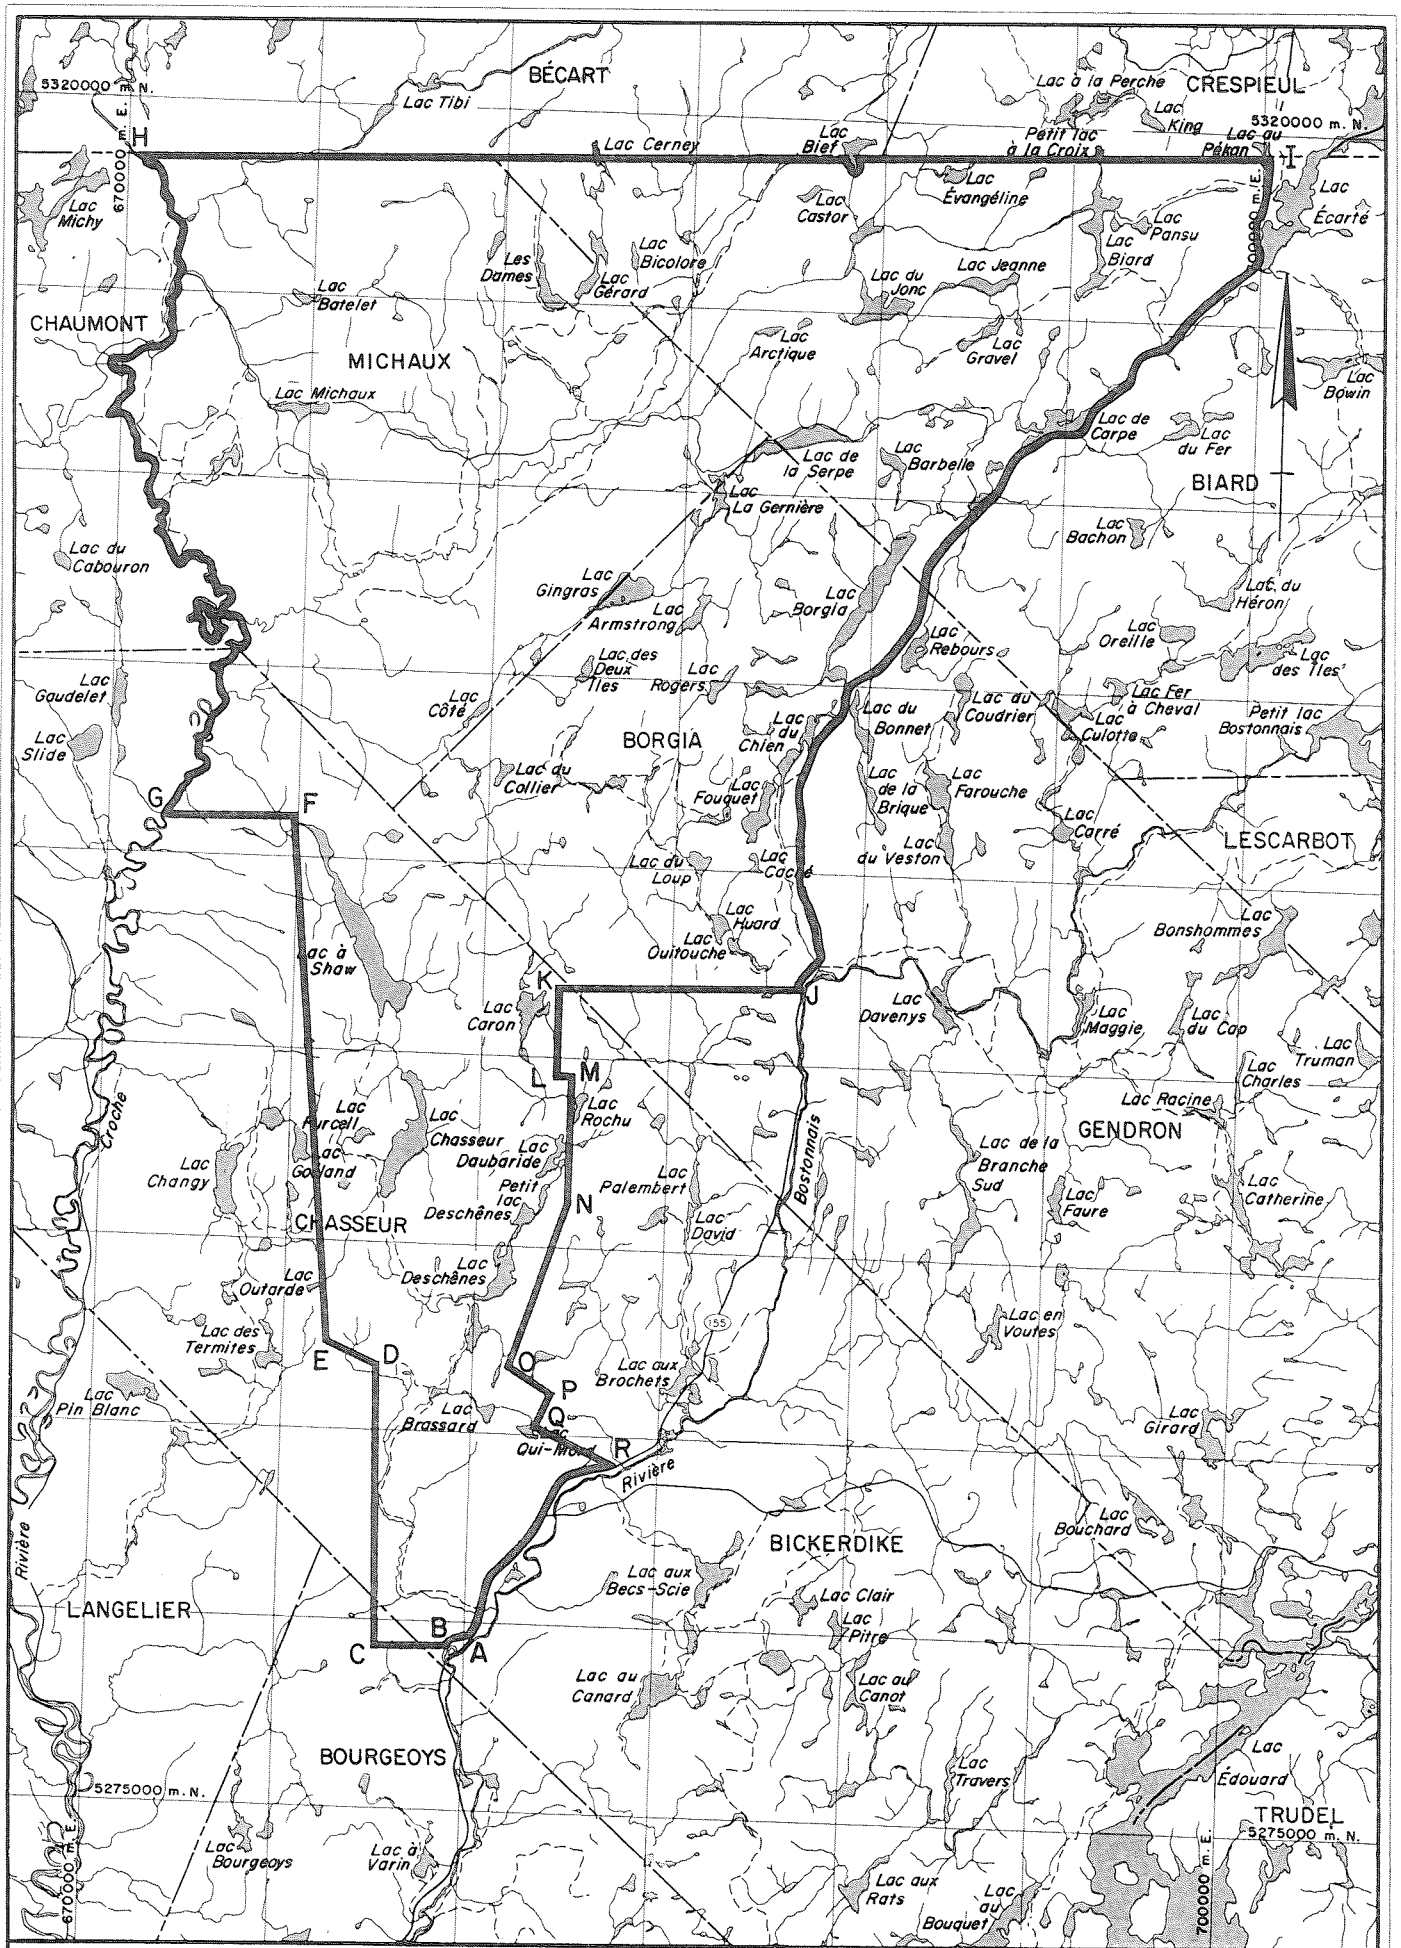 BÉCART
Lac à la Perche
CRESPIEUL
5320000 m. N.
Lac Tibi
Lac
King
5320000 m. N.
H
Lac Cerney
Lac
Bief
Petit lac
à la Croix
Lac au
Pékan
I
670000 m. E.
Lac
Michy
Lac
Castor
Lac
Évangéline
Lac
Écarté
Lac
Pansu
Lac
Biard
Les
Dames
Lac
Bicolore
Lac
Gérard
Lac du
Jonc
Lac Jeanne
Lac
Batelet
CHAUMONT
MICHAUX
Lac
Arctique
Lac
Gravel
Lac
Bowin
Lac Michaux
Lac de
Carpe
Lac
du Fer
Lac de
la Serpe
Lac
Barbelle
BIARD
Lac
La Gernière
Lac
Bachon
Lac du
Cabouron
Lac
Gingras
Lac
Armstrong
Lac
Borgia
Lac du
Héron
Lac
Oreille
Lac
Rebours
Lac
des Îles
Lac
Gaudelet
Lac des
Deux
Îles
Lac
Rogers
Lac
Côté
Lac du
Bonnet
Lac au
Coudrier
Lac Fer
à Cheval
Lac
Culotte
Petit lac
Bostonnais
Lac
Slide
BORGIA
Lac
du
Chien
Lac du
Collier
Lac
Fouquet
Lac
de la
Brique
Lac
Farouche
G
F
Lac
Carré
LESCARBOT
Lac
du Veston
Lac du
Loup
Lac
Caché
Lac
Huard
Lac
Ouitouche
Lac
Bonshommes
Lac à
Shaw
K
J
Lac
Caron
Lac
Davenys
Lac
Maggie
Lac
du Cap
Lac
Truman
L
M
Lac
Charles
Croche
Lac
Rochu
Lac Racine
Lac
Purcell
Lac
Chasseur
GENDRON
Lac
Changy
Lac
Daubaride
Lac de la
Branche
Sud
Petit
lac
Deschênes
N
Lac
Palembert
Bostonnais
Lac
Faure
Lac
Catherine
CHASSEUR
Lac
David
Lac
Deschênes
Lac
Outarde
155
Lac en
Voutes
Lac des
Termites
E
D
O
Lac aux
Brochets
P
Lac
Pin Blanc
Lac
Brassard
Q
Lac
Qui-Mord
R
Rivière
Lac
Girard
Rivière
Lac
Bouchard
BICKERDIKE
Lac aux
Becs-Scie
Lac Clair
LANGELIER
Lac
Pitre
B
C
A
Lac au
Canard
Lac au
Canot
BOURGEOYS
Lac
Travers
Lac
Édouard
5275000 m. N.
TRUDEL
5275000 m. N.
Lac
Bourgeoys
Lac à
Varin
670000 m. E.
Lac aux
Rats
Lac
au
Bouquet
700000 m. E.